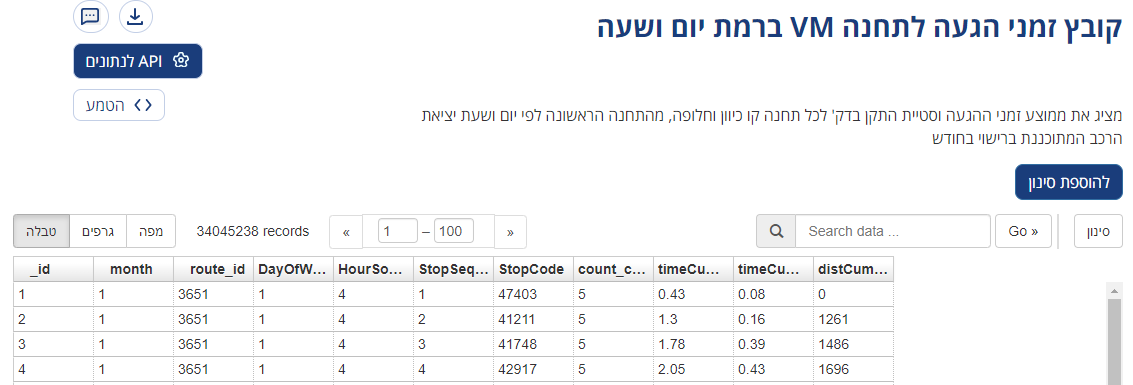 קובץ זמני הגעה לתחנה VM ברמת יום ושעה
API לנתונים
הטמע
מציג את ממוצע זמני ההגעה וסטיית התקן בדק' לכל תחנה קו כיוון וחלופה, מהתחנה הראשונה לפי יום ושעת יציאת
הרכב המתוכננת ברישוי בחודש
להוספת סינון
טבלה גרפים מפה 34045238 records « 1 – 100 » Search data ... Go » סינון
_id month route_id DayOfW... HourSo... StopSeq... StopCode count_c... timeCu... timeCu... distCum...
1 1 3651 1 4 1 47403 5 0.43 0.08 0
2 1 3651 1 4 2 41211 5 1.3 0.16 1261
3 1 3651 1 4 3 41748 5 1.78 0.39 1486
4 1 3651 1 4 4 42917 5 2.05 0.43 1696